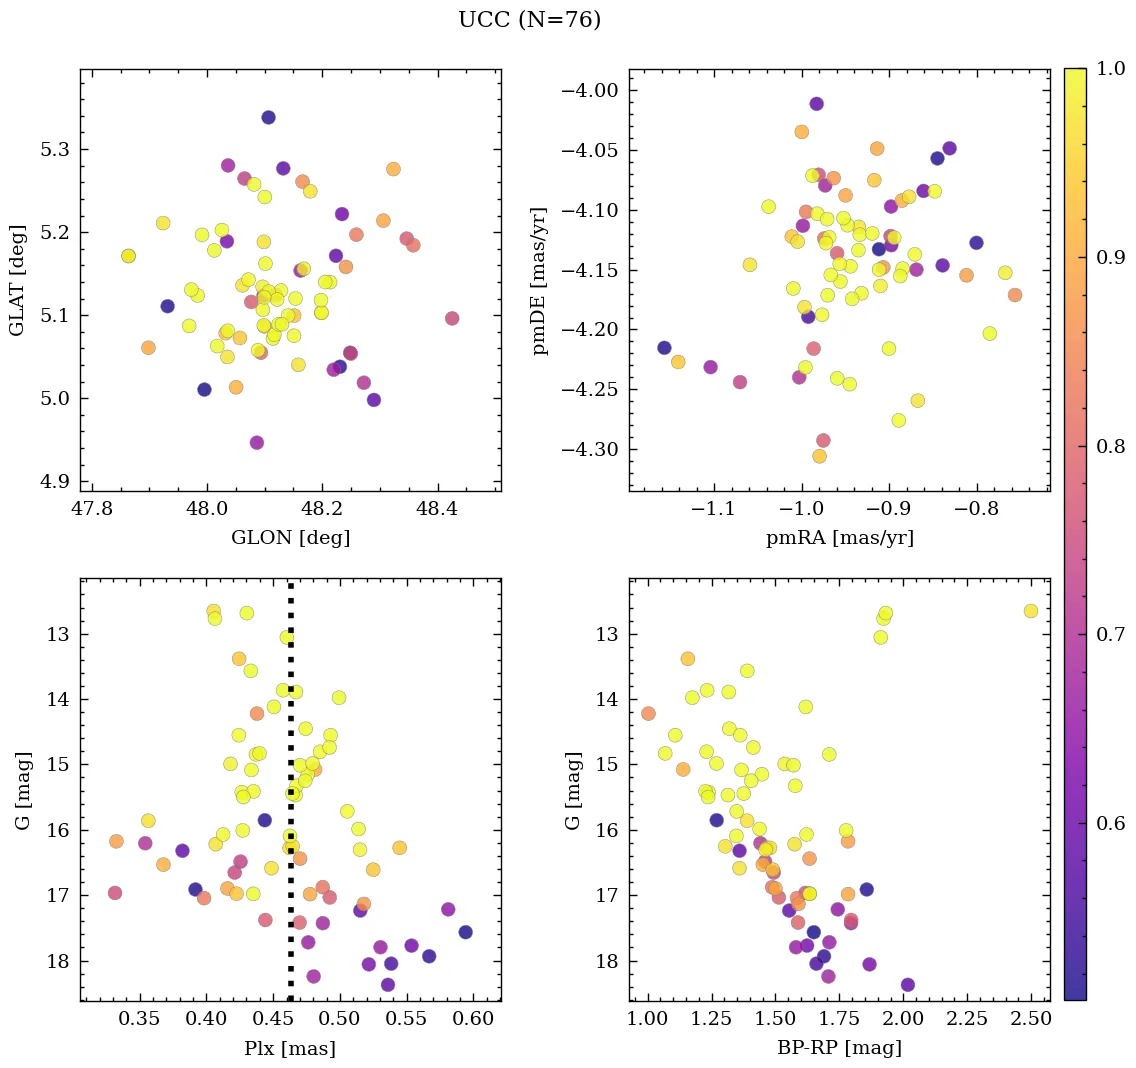 UCC (N=76)
5.3
5.2
5.1
5.0
4.9
GLAT [deg]
47.8 48.0 48.2 48.4
GLON [deg]
−4.00
−4.05
−4.10
−4.15
−4.20
−4.25
−4.30
pmDE [mas/yr]
−1.1 −1.0 −0.9 −0.8
pmRA [mas/yr]
1.0
0.9
0.8
0.7
0.6
13
14
15
16
17
18
G [mag]
0.35 0.40 0.45 0.50 0.55 0.60
Plx [mas]
13
14
15
16
17
18
G [mag]
1.00 1.25 1.50 1.75 2.00 2.25 2.50
BP-RP [mag]